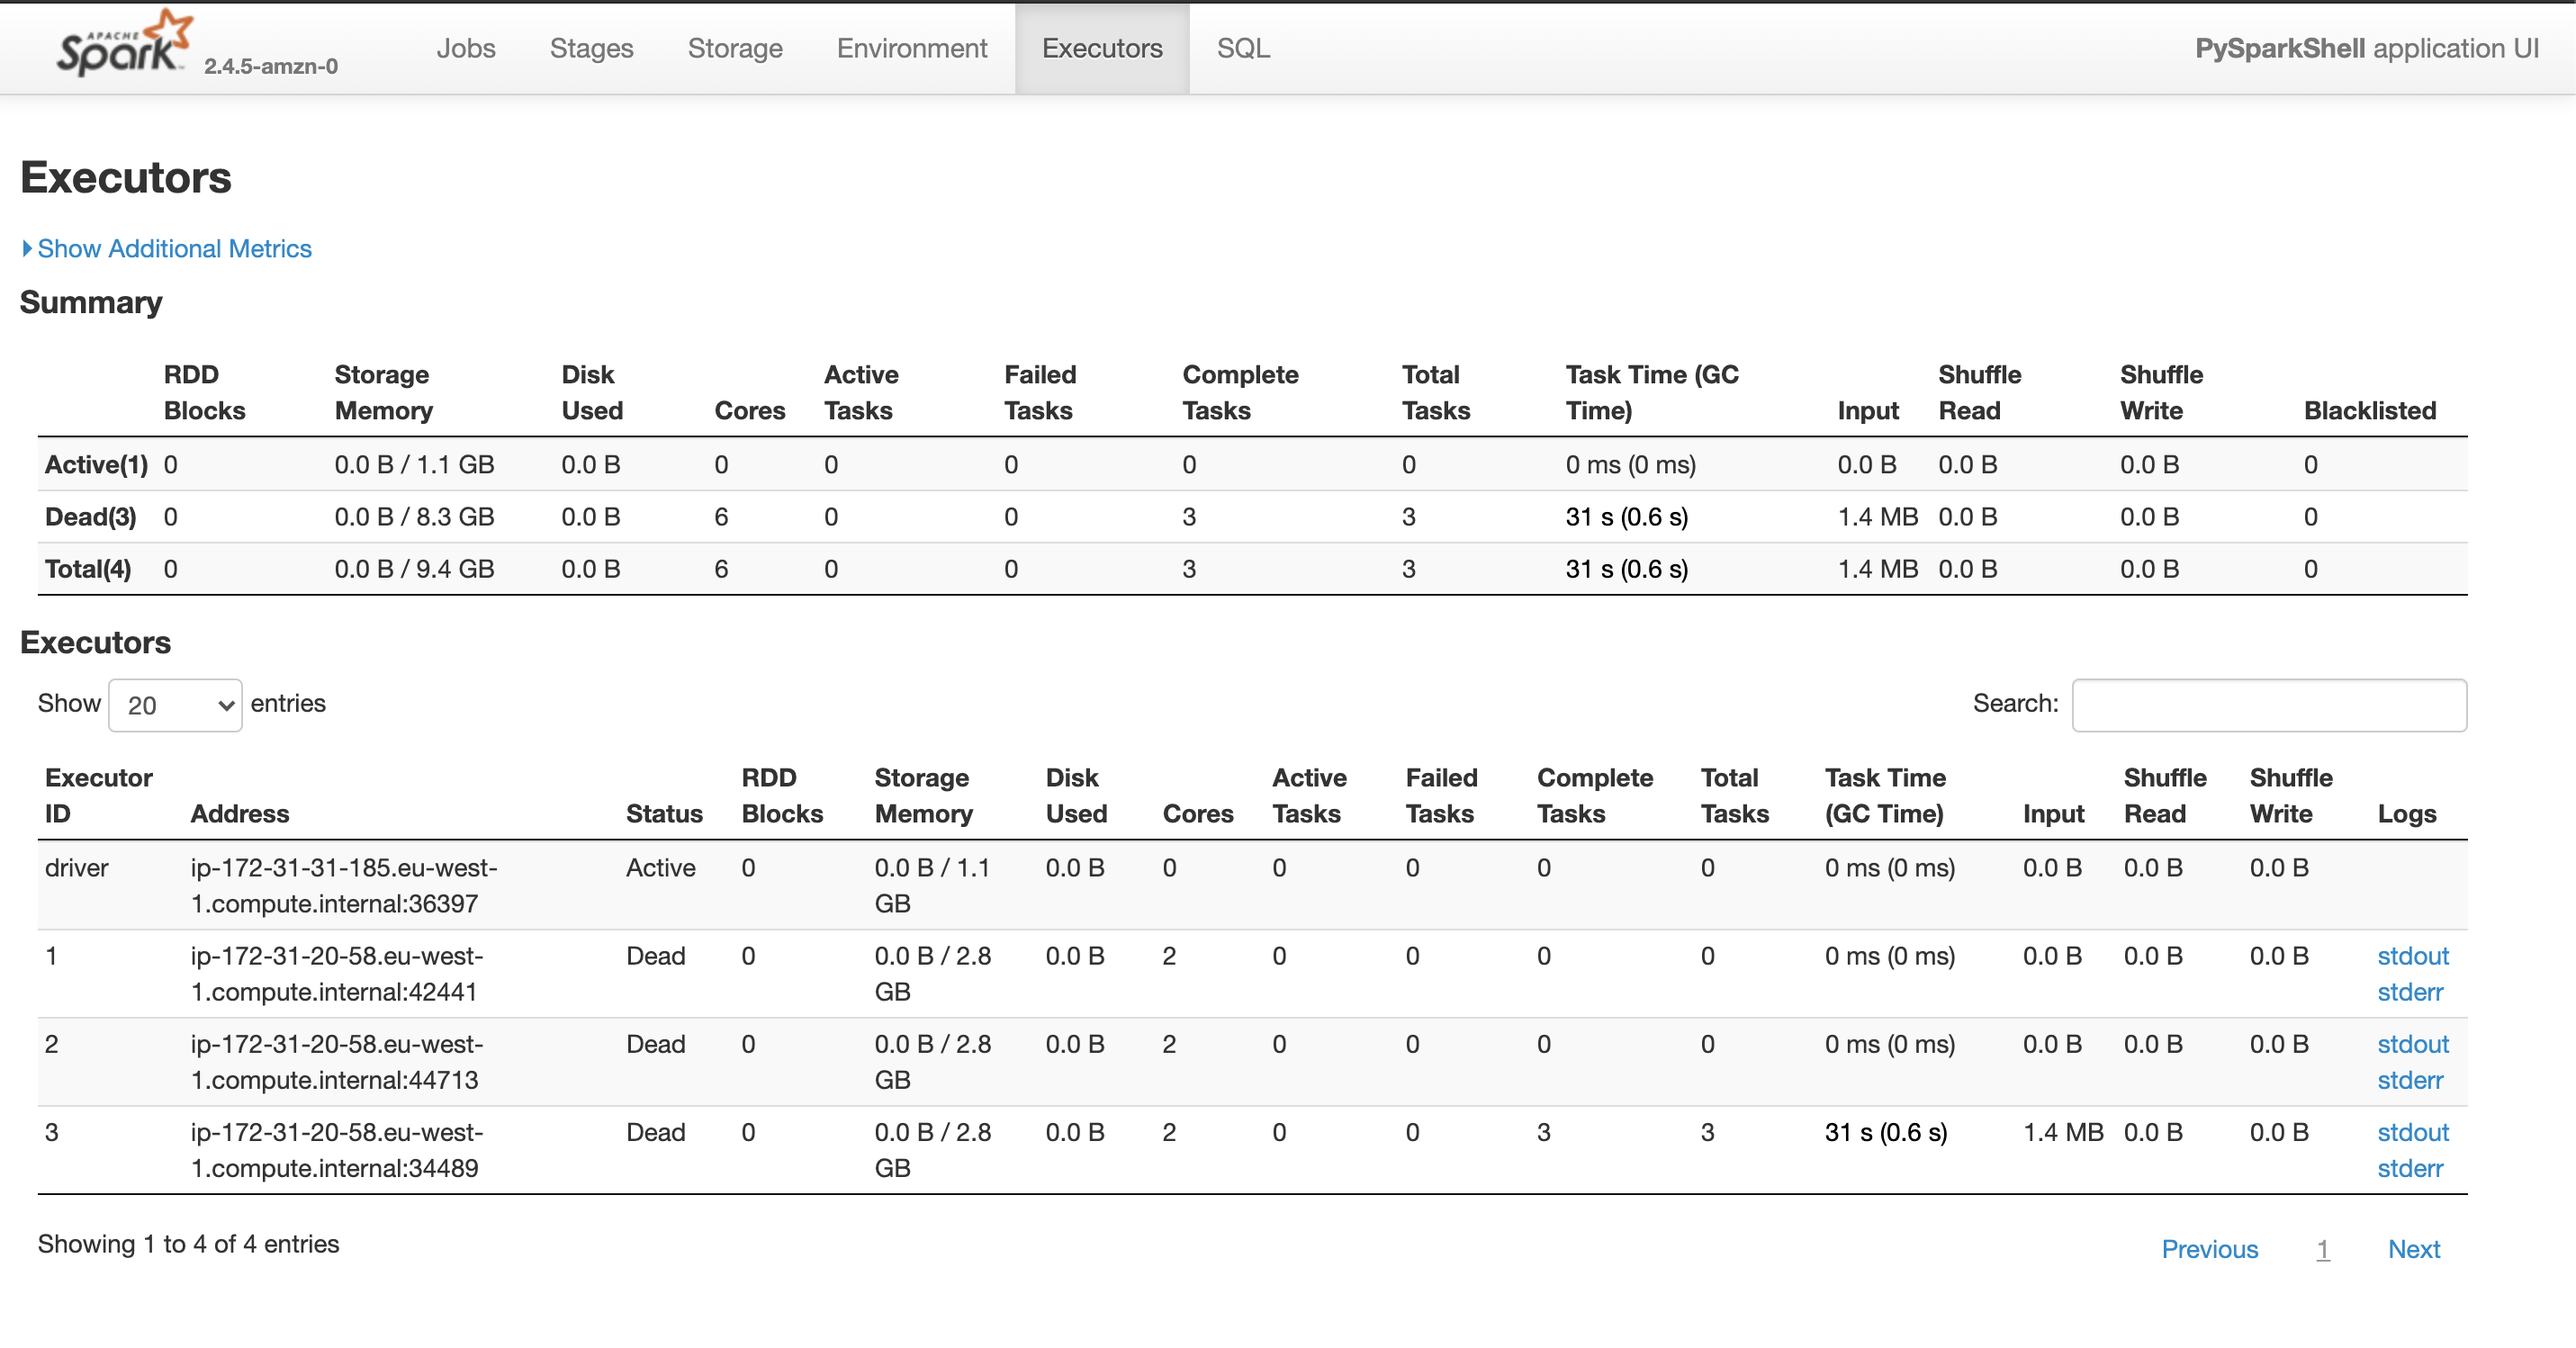 APACHE Spark 2.4.5-amzn-0 Jobs Stages Storage Environment Executors SQL PySparkShell application UI
Executors
Show Additional Metrics
Summary
RDD Blocks Storage Memory Disk Used Cores Active Tasks Failed Tasks Complete Tasks Total Tasks Task Time (GC Time) Input Shuffle Read Shuffle Write Blacklisted
Active(1) 0 0.0 B / 1.1 GB 0.0 B 0 0 0 0 0 0 ms (0 ms) 0.0 B 0.0 B 0.0 B 0
Dead(3) 0 0.0 B / 8.3 GB 0.0 B 6 0 0 3 3 31 s (0.6 s) 1.4 MB 0.0 B 0.0 B 0
Total(4) 0 0.0 B / 9.4 GB 0.0 B 6 0 0 3 3 31 s (0.6 s) 1.4 MB 0.0 B 0.0 B 0
Executors
Show 20 entries Search:
Executor ID Address Status RDD Blocks Storage Memory Disk Used Cores Active Tasks Failed Tasks Complete Tasks Total Tasks Task Time (GC Time) Input Shuffle Read Shuffle Write Logs
driver ip-172-31-31-185.eu-west-1.compute.internal:36397 Active 0 0.0 B / 1.1 GB 0.0 B 0 0 0 0 0 0 ms (0 ms) 0.0 B 0.0 B 0.0 B
1 ip-172-31-20-58.eu-west-1.compute.internal:42441 Dead 0 0.0 B / 2.8 GB 0.0 B 2 0 0 0 0 0 ms (0 ms) 0.0 B 0.0 B 0.0 B stdout stderr
2 ip-172-31-20-58.eu-west-1.compute.internal:44713 Dead 0 0.0 B / 2.8 GB 0.0 B 2 0 0 0 0 0 ms (0 ms) 0.0 B 0.0 B 0.0 B stdout stderr
3 ip-172-31-20-58.eu-west-1.compute.internal:34489 Dead 0 0.0 B / 2.8 GB 0.0 B 2 0 0 3 3 31 s (0.6 s) 1.4 MB 0.0 B 0.0 B stdout stderr
Showing 1 to 4 of 4 entries Previous 1 Next